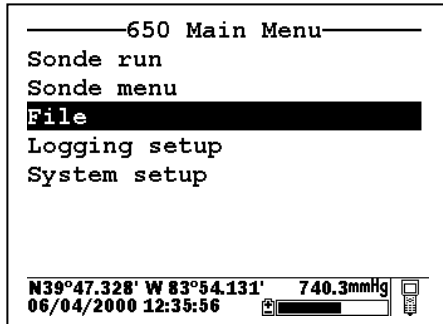 650 Main Menu
Sonde run
Sonde menu
File
Logging setup
System setup
N39°47.328' W 83°54.131' 740.3mmHg
06/04/2000 12:35:56